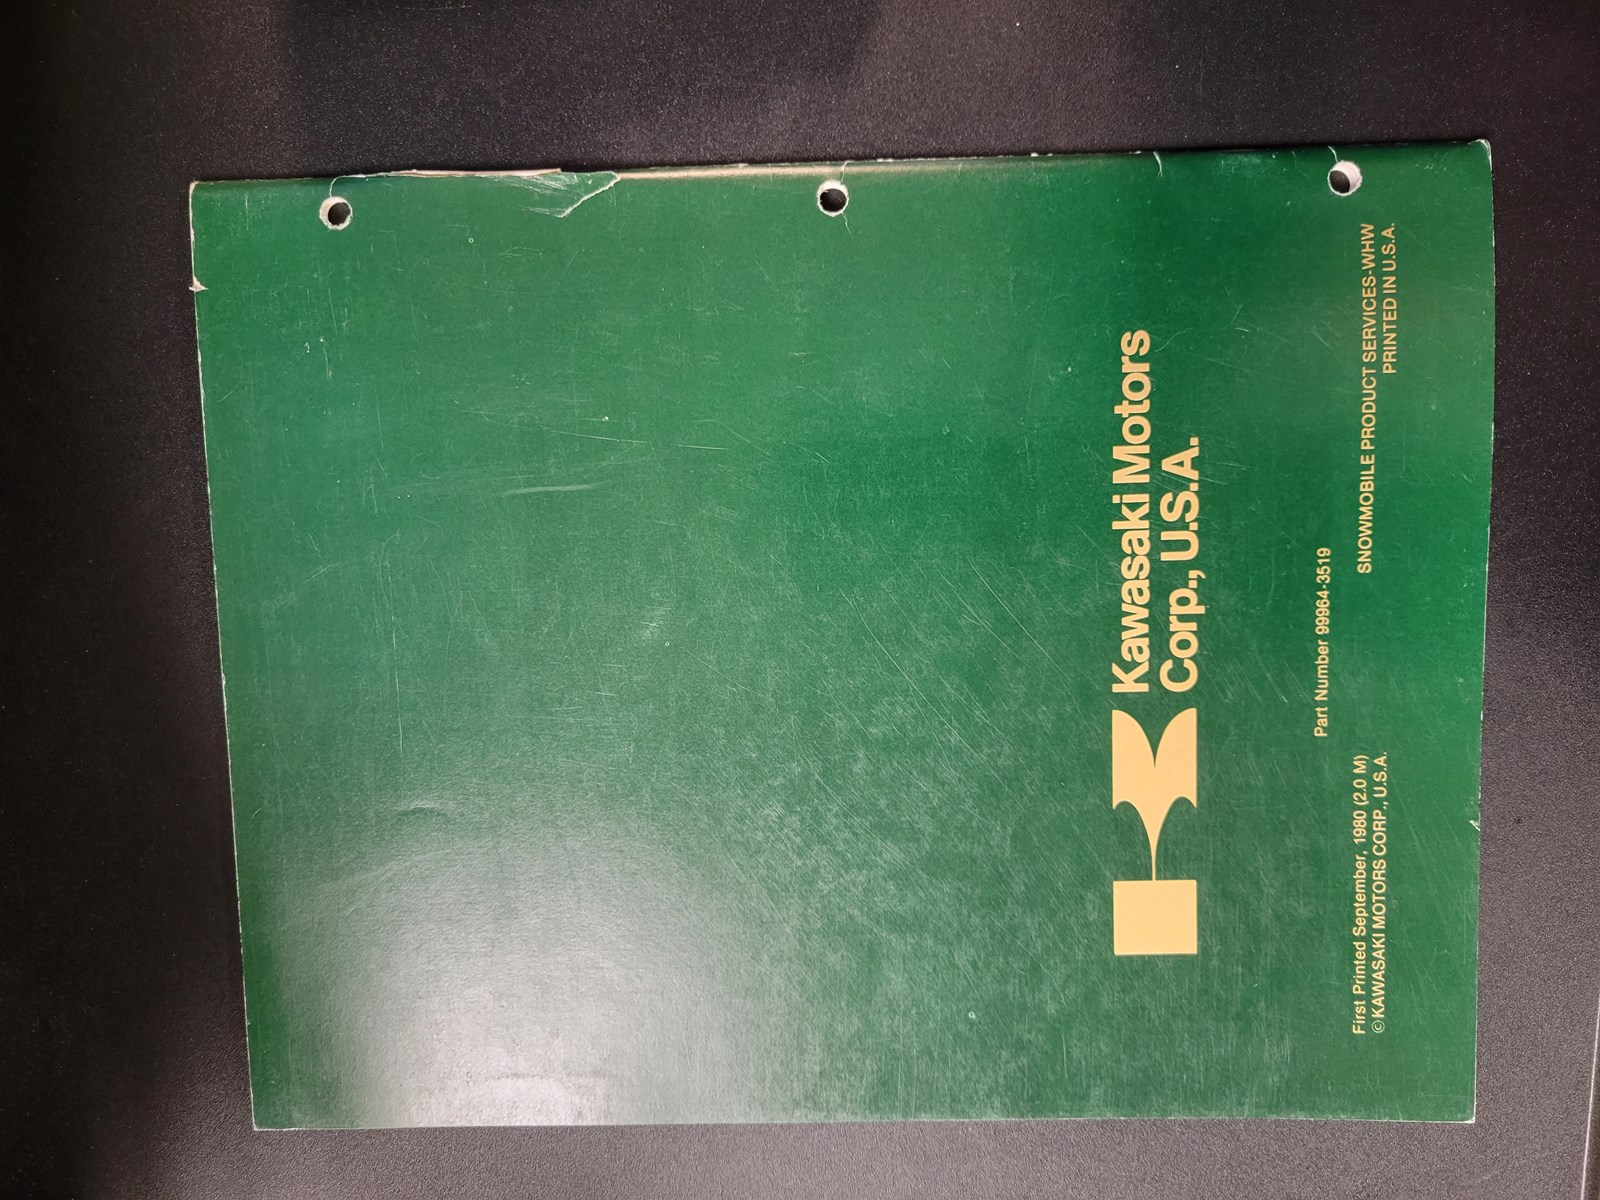 Kawasaki Motors
Corp., U.S.A.
Part Number 99964-3519
First Printed September, 1980 (2.0 M)
© KAWASAKI MOTORS CORP., U.S.A.
SNOWMOBILE PRODUCT SERVICES-WHW
PRINTED IN U.S.A.